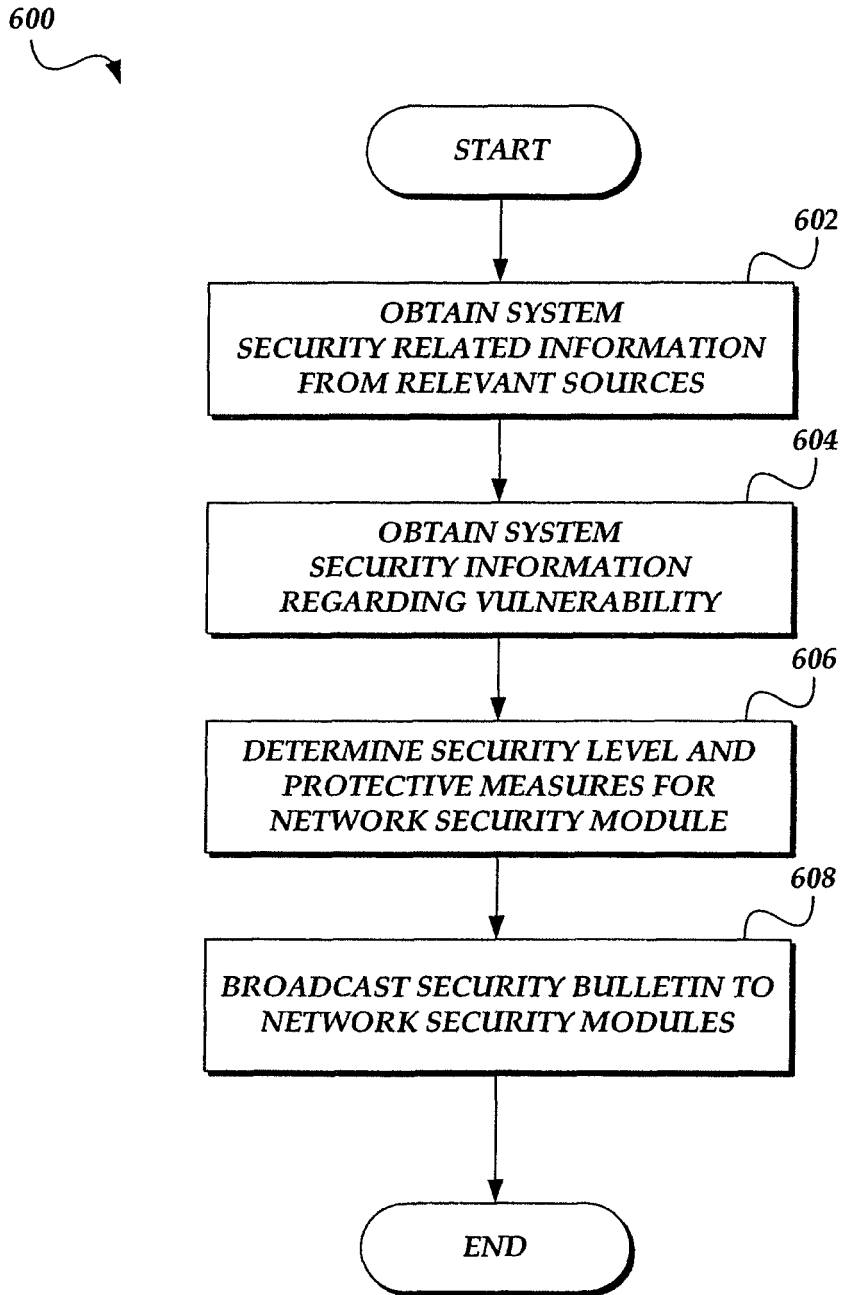 600
START
602
OBTAIN SYSTEM
SECURITY RELATED INFORMATION
FROM RELEVANT SOURCES
604
OBTAIN SYSTEM
SECURITY INFORMATION
REGARDING VULNERABILITY
606
DETERMINE SECURITY LEVEL AND
PROTECTIVE MEASURES FOR
NETWORK SECURITY MODULE
608
BROADCAST SECURITY BULLETIN TO
NETWORK SECURITY MODULES
END